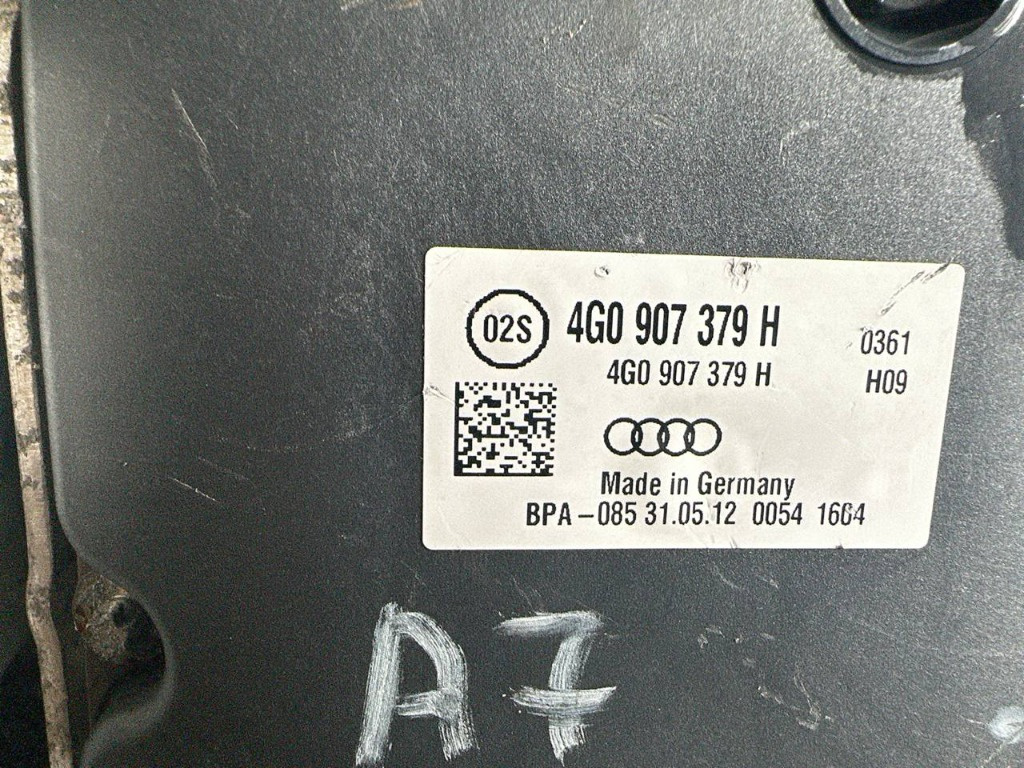 02S 4G0 907 379 H 0361
4G0 907 379 H H09
Made in Germany
BPA-085 31.05.12 0054 1664
A7